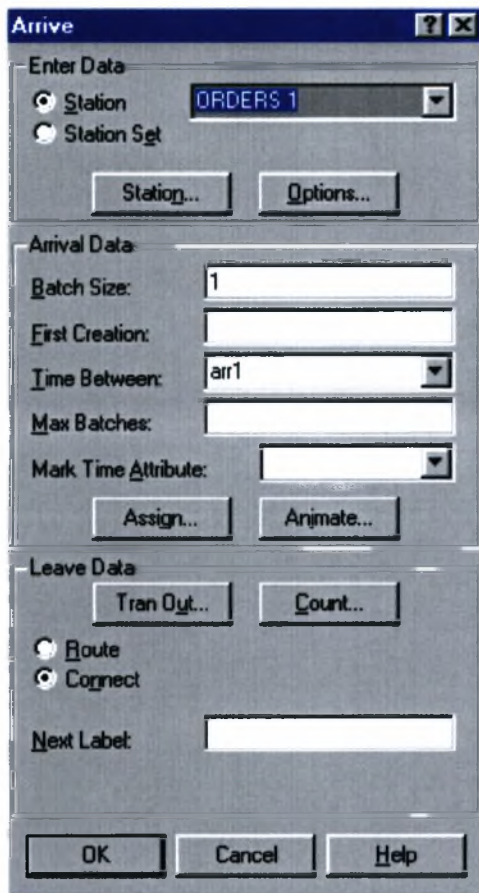 Arrive ?
Enter Data
Station ORDERS 1
Station Set
Station... Options...
Arrival Data
Batch Size: 1
First Creation:
Time Between: arr1
Max Batches:
Mark Time Attribute:
Assign... Animate...
Leave Data
Tran Out... Count...
Route
Connect
Next Label:
OK Cancel Help